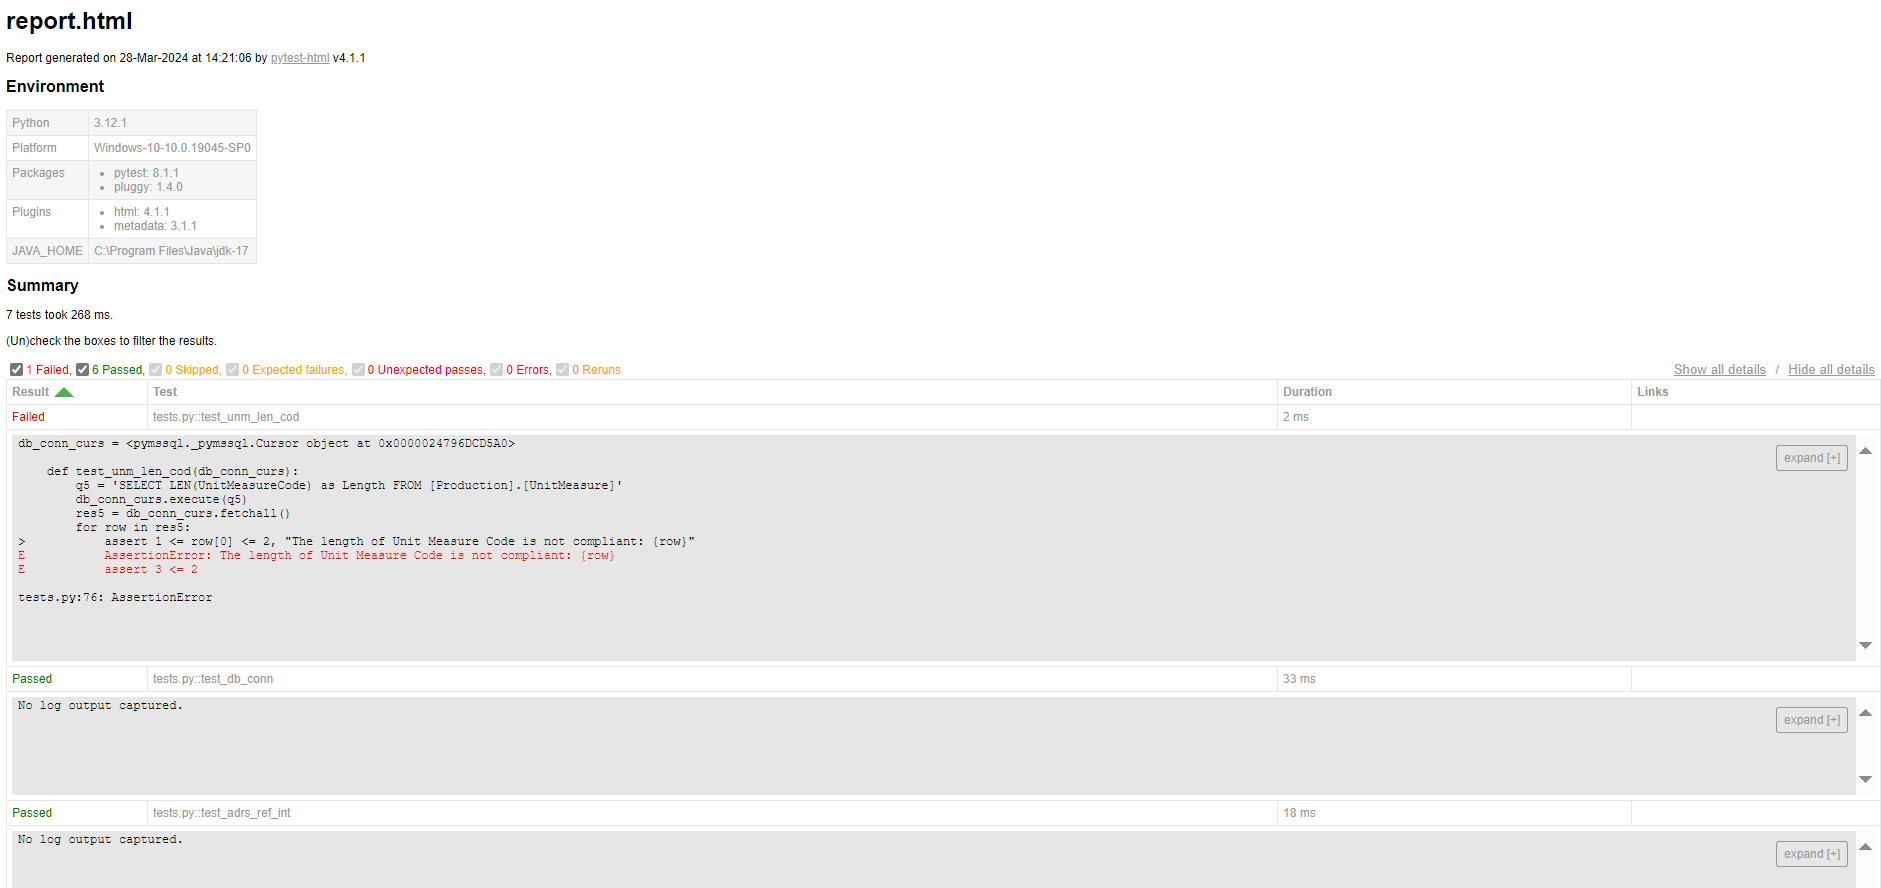 report.html
Report generated on 28-Mar-2024 at 14:21:06 by pytest-html v4.1.1
Environment
Python 3.12.1
Platform Windows-10-10.0.19045-SP0
Packages
• pytest: 8.1.1
• pluggy: 1.4.0
Plugins
• html: 4.1.1
• metadata: 3.1.1
JAVA_HOME C:\Program Files\Java\jdk-17
Summary
7 tests took 268 ms.
(Un)check the boxes to filter the results.
1 Failed, 6 Passed, 0 Skipped, 0 Expected failures, 0 Unexpected passes, 0 Errors, 0 Reruns Show all details / Hide all details
Result Test Duration Links
Failed tests.py::test_unm_len_cod 2 ms
db_conn_curs = <pymssql._pymssql.Cursor object at 0x0000024796DCD5A0>
expand [+]
    def test_unm_len_cod(db_conn_curs):
        q5 = 'SELECT LEN(UnitMeasureCode) as Length FROM [Production].[UnitMeasure]'
        db_conn_curs.execute(q5)
        res5 = db_conn_curs.fetchall()
        for row in res5:
>           assert 1 <= row[0] <= 2, "The length of Unit Measure Code is not compliant: {row}"
E           AssertionError: The length of Unit Measure Code is not compliant: {row}
E           assert 3 <= 2
tests.py:76: AssertionError
Passed tests.py::test_db_conn 33 ms
No log output captured.
expand [+]
Passed tests.py::test_adrs_ref_int 18 ms
No log output captured.
expand [+]